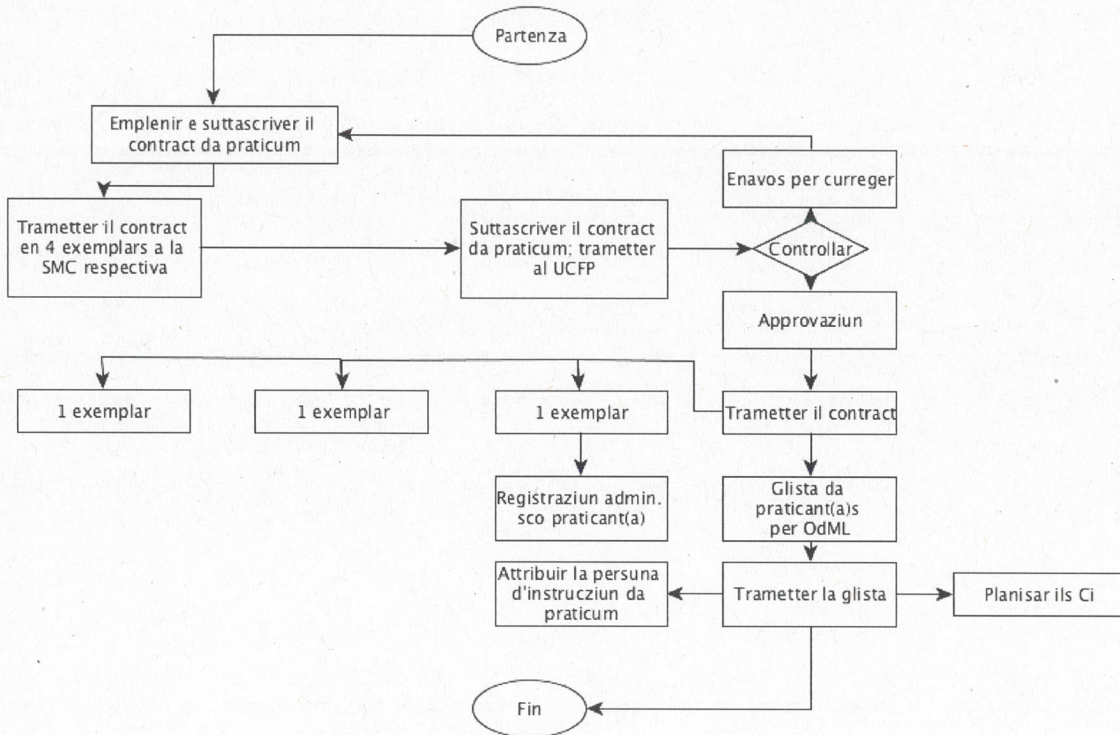 Partenza
Emplenir e suttascriver il
contract da praticum
Enavos per curreger
Trametter il contract
en 4 exemplars a la
SMC respectiva
Suttascriver il contract
da praticum; trametter
al UCFP
Controllar
Approvaziun
1 exemplar
1 exemplar
1 exemplar
Trametter il contract
Registraziun admin.
sco praticant(a)
Glista da
praticant(a)s
per OdML
Attribuir la persuna
d'instrucziun da
praticum
Trametter la glista
Planisar ils Ci
Fin